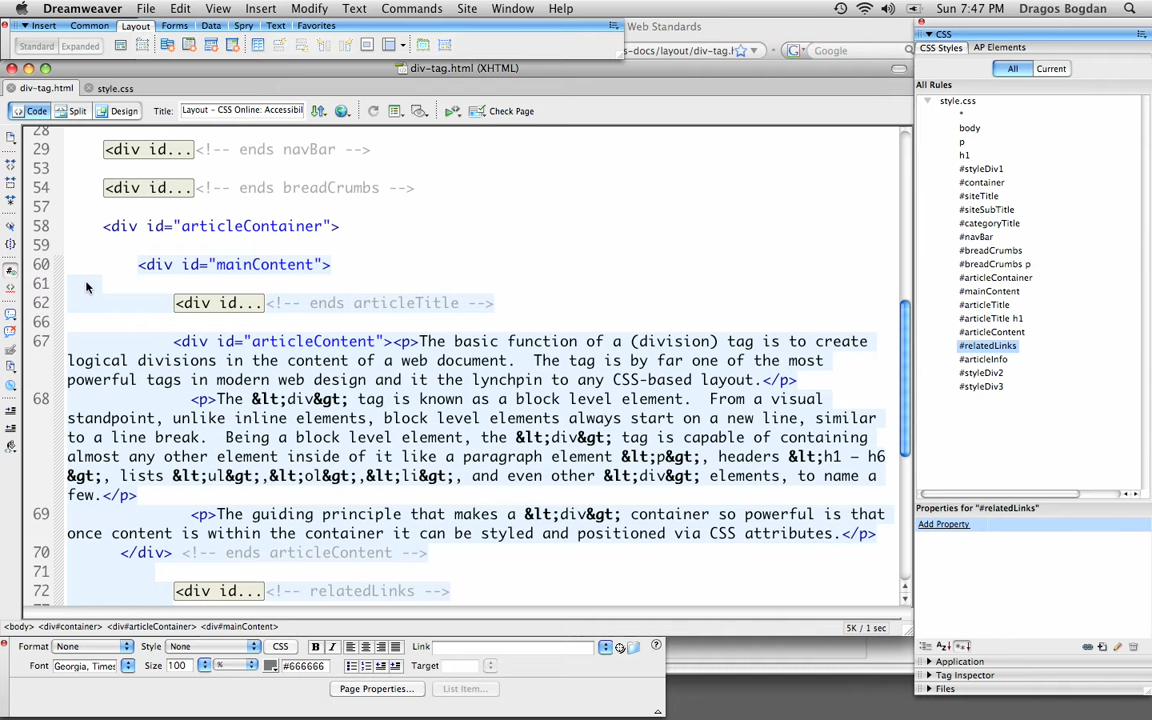 Dreamweaver File Edit View Insert Modify Text Commands Site Window Help Sun 7:47 PM Dragos Bogdan
Insert Common Layout Forms Data Spry Text Favorites
Web Standards
Standard Expanded
s-docs/layout/div-tag.h
Google
div-tag.html (XHTML)
div-tag.html style.css
Code Split Design Title: Layout - CSS Online: Accessibil Check Page
28
29 <div id...<!-- ends navBar -->
53
54 <div id...<!-- ends breadCrumbs -->
57
58 <div id="articleContainer">
59
60 <div id="mainContent">
61
62 <div id...<!-- ends articleTitle -->
66
67 <div id="articleContent"><p>The basic function of a (division) tag is to create
logical divisions in the content of a web document.  The tag is by far one of the most
powerful tags in modern web design and it the lynchpin to any CSS-based layout.</p>
68 <p>The &lt;div&gt; tag is known as a block level element.  From a visual
standpoint, unlike inline elements, block level elements always start on a new line, similar
to a line break.  Being a block level element, the &lt;div&gt; tag is capable of containing
almost any other element inside of it like a paragraph element &lt;p&gt;, headers &lt;h1 – h6
&gt;, lists &lt;ul&gt;,&lt;ol&gt;,&lt;li&gt;, and even other &lt;div&gt; elements, to name a
few.</p>
69 <p>The guiding principle that makes a &lt;div&gt; container so powerful is that
once content is within the container it can be styled and positioned via CSS attributes.</p>
70 </div> <!-- ends articleContent -->
71
72 <div id...<!-- relatedLinks -->
<body> <div#container> <div#articleContainer> <div#mainContent> 5K / 1 sec
Format None Style None CSS B I Link
Font Georgia, Times Size 100 % #666666 Target
Page Properties... List Item...
CSS
CSS Styles AP Elements
All Current
All Rules
style.css
*
body
p
h1
#styleDiv1
#container
#siteTitle
#siteSubTitle
#categoryTitle
#navBar
#breadCrumbs
#breadCrumbs p
#articleContainer
#mainContent
#articleTitle
#articleTitle h1
#articleContent
#relatedLinks
#articleInfo
#styleDiv2
#styleDiv3
Properties for "#relatedLinks"
Add Property
Application
Tag Inspector
Files